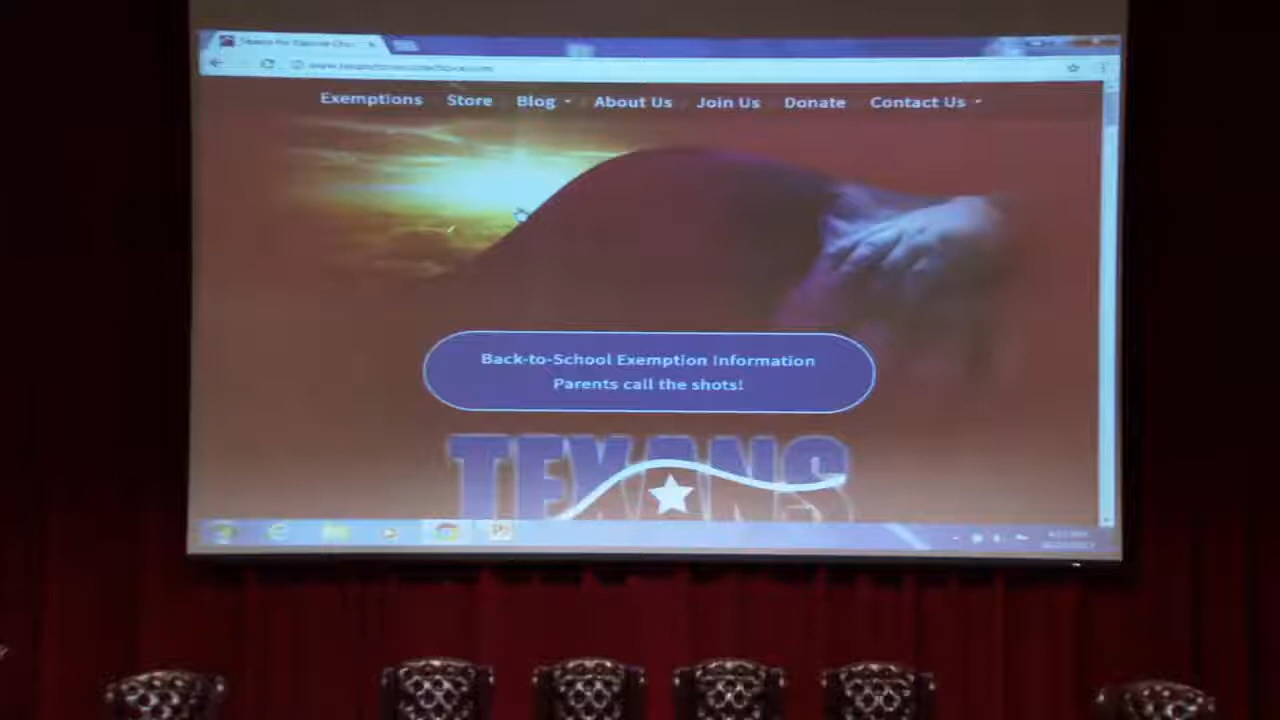 Exemptions Store Blog About Us Join Us Donate Contact Us
Back-to-School Exemption Information
Parents call the shots!
TEXANS